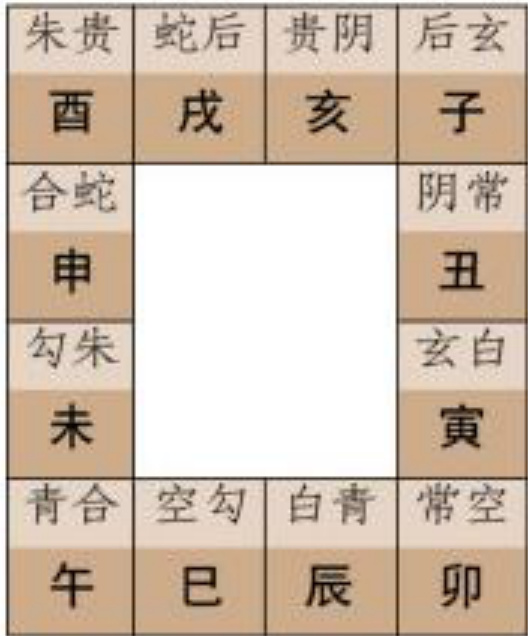 朱贵 蛇后 贵阴 后玄
酉 戌 亥 子
合蛇 阴常
申 丑
勾朱 玄白
未 寅
青合 空勾 白青 常空
午 巳 辰 卯